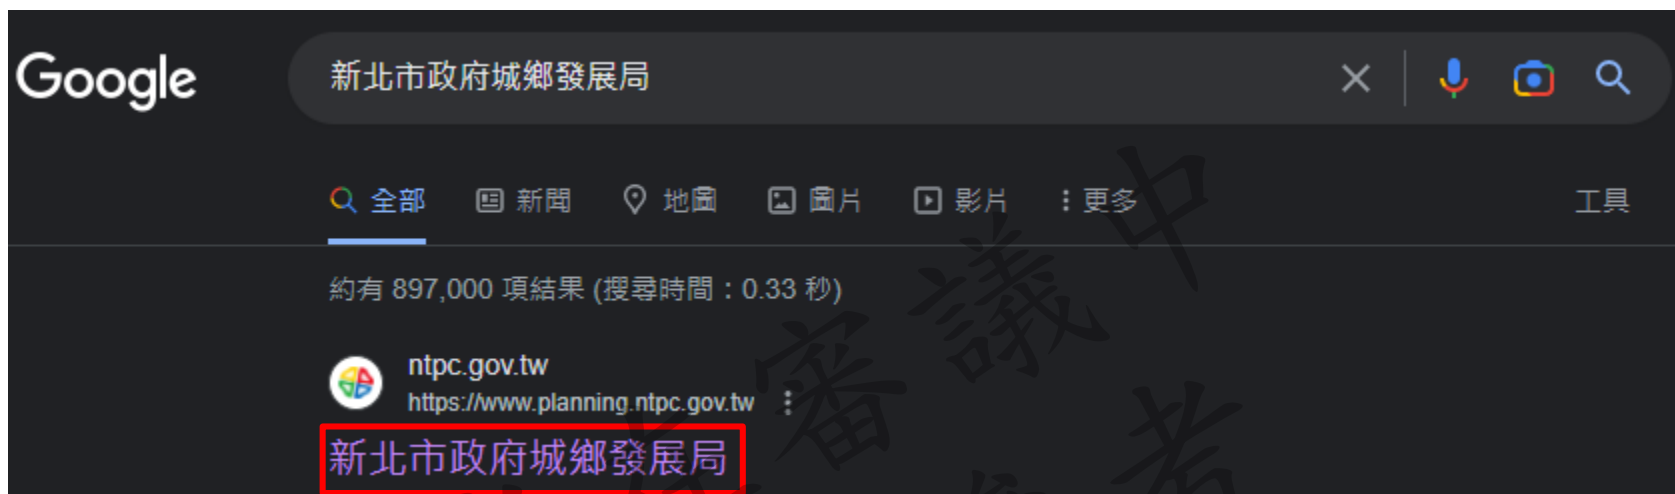 Google
新北市政府城鄉發展局
全部 新聞 地圖 圖片 影片 更多 工具
約有 897,000 項結果 (搜尋時間：0.33 秒)
ntpc.gov.tw
https://www.planning.ntpc.gov.tw
新北市政府城鄉發展局
審議中
參考